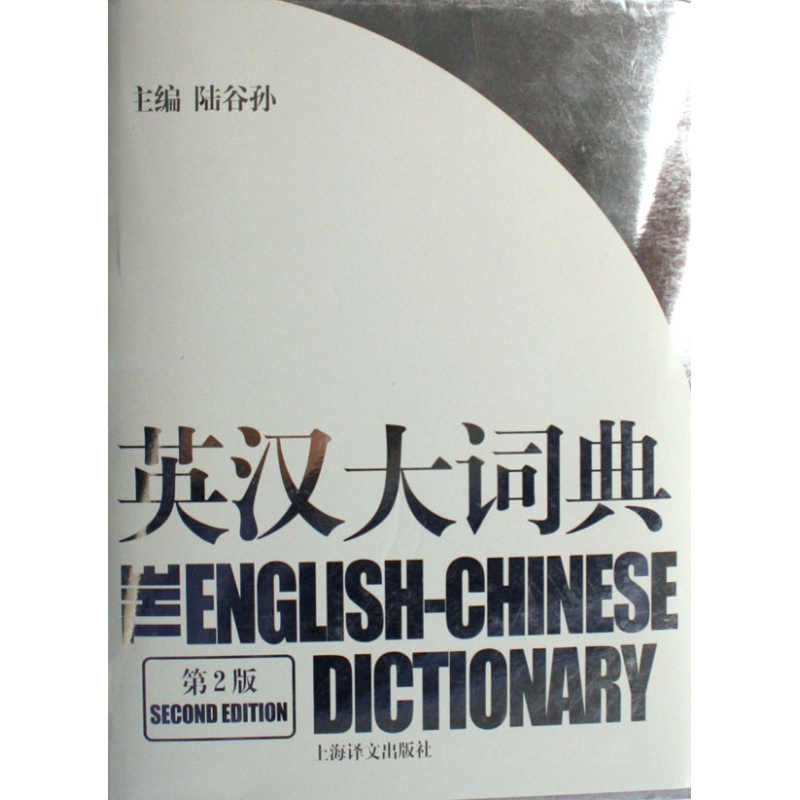 主编 陆谷孙
英汉大词典
THE ENGLISH-CHINESE
DICTIONARY
第2版
SECOND EDITION
上海译文出版社